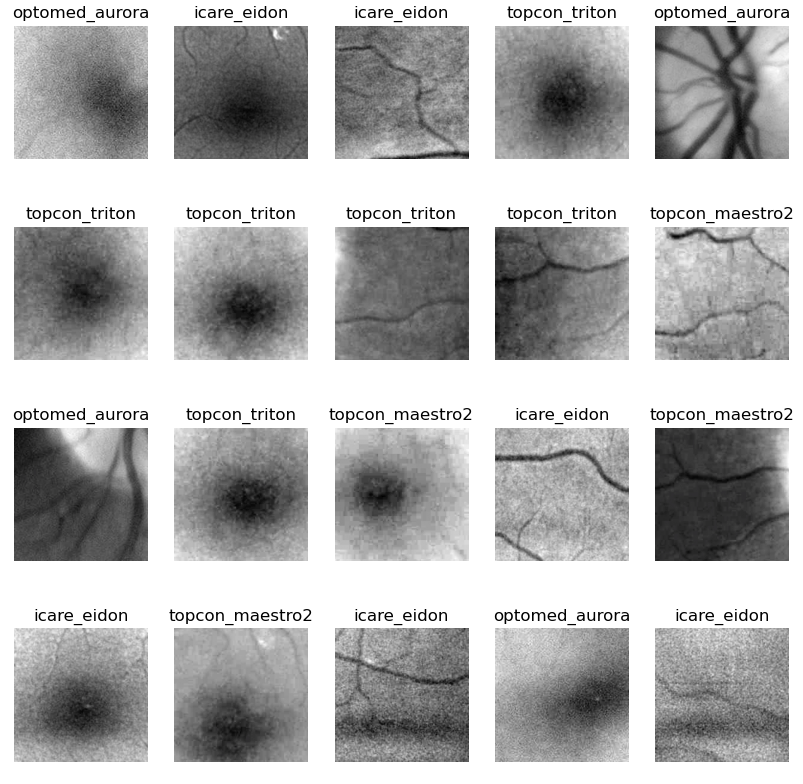 optomed_aurora icare_eidon icare_eidon topcon_triton optomed_aurora
topcon_triton topcon_triton topcon_triton topcon_triton topcon_maestro2
optomed_aurora topcon_triton topcon_maestro2 icare_eidon topcon_maestro2
icare_eidon topcon_maestro2 icare_eidon optomed_aurora icare_eidon